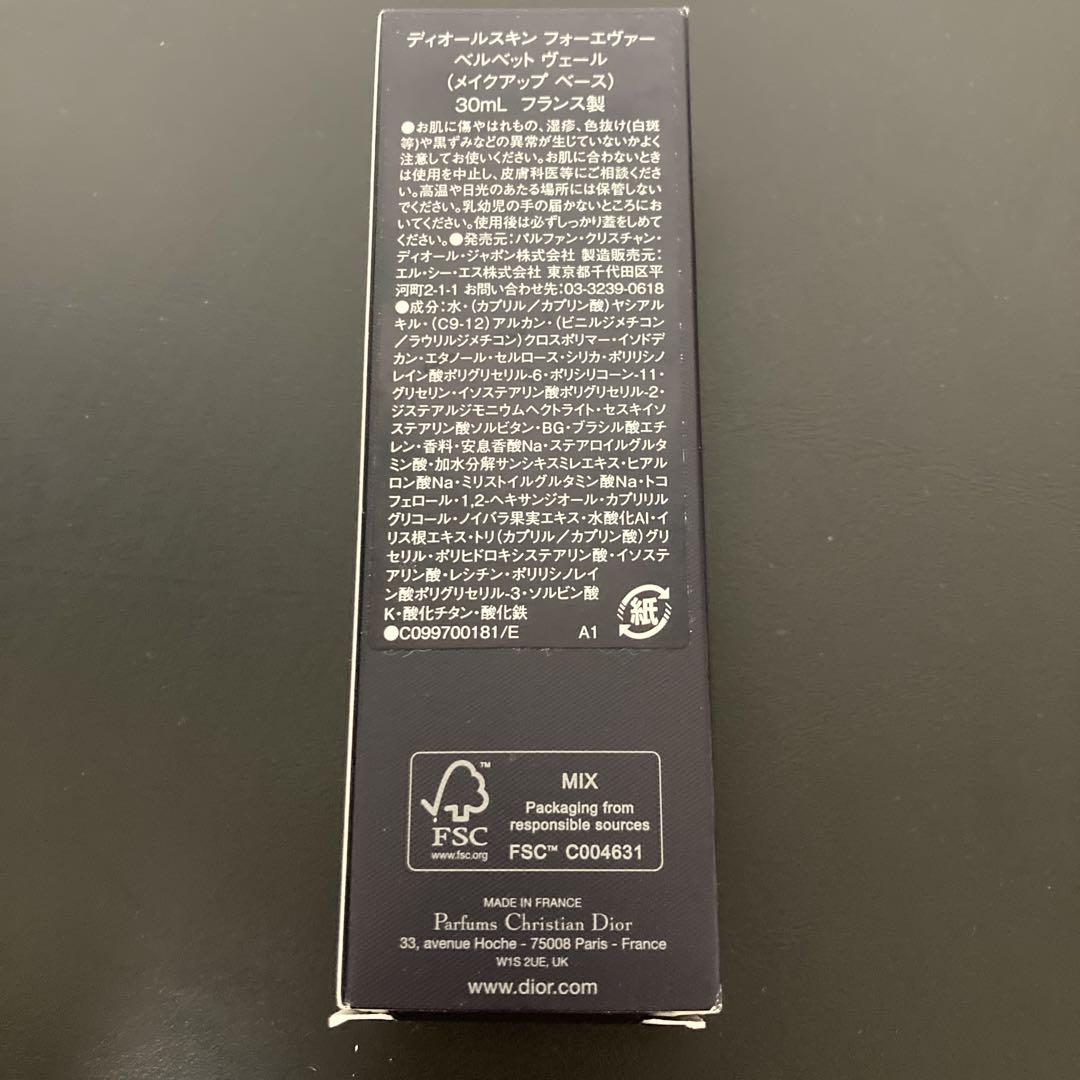 ディオールスキン フォーエヴァー
ベルベット ヴェール
(メイクアップ ベース)
30mL フランス製
●お肌に傷やはれもの、湿疹、色抜け(白斑
等)や黒ずみなどの異常が生じていないかよく
注意してお使いください。お肌に合わないとき
は使用を中止し、皮膚科医等にご相談くださ
い。高温や日光のあたる場所には保管しない
でください。乳幼児の手の届かないところにお
いてください。使用後は必ずしっかり蓋をしめて
ください。●発売元:パルファン・クリスチャン・
ディオール・ジャポン株式会社 製造販売元:
エル・シー・エス株式会社 東京都千代田区平
河町2-1-1 お問い合わせ先:03-3239-0618
●成分:水・(カプリル/カプリン酸)ヤシアル
キル・(C9-12)アルカン・(ビニルジメチコン
/ラウリルジメチコン)クロスポリマー・イソドデ
カン・エタノール・セルロース・シリカ・ポリリシノ
レイン酸ポリグリセリル-6・ポリシリコーン-11・
グリセリン・イソステアリン酸ポリグリセリル-2・
ジステアルジモニウムヘクトライト・セスキイソ
ステアリン酸ソルビタン・BG・ブラシル酸エチ
レン・香料・安息香酸Na・ステアロイルグルタ
ミン酸・加水分解サンシキスミレエキス・ヒアル
ロン酸Na・ミリストイルグルタミン酸Na・トコ
フェロール・1,2-ヘキサンジオール・カプリリル
グリコール・ノイバラ果実エキス・水酸化Al・イ
リス根エキス・トリ(カプリル/カプリン酸)グリ
セリル・ポリヒドロキシステアリン酸・イソステ
アリン酸・レシチン・ポリリシノレイ
ン酸ポリグリセリル-3・ソルビン酸
K・酸化チタン・酸化鉄
紙
●C099700181/E A1
FSC™
www.fsc.org
MIX
Packaging from
responsible sources
FSC™ C004631
MADE IN FRANCE
Parfums Christian Dior
33, avenue Hoche - 75008 Paris - France
W1S 2UE, UK
www.dior.com